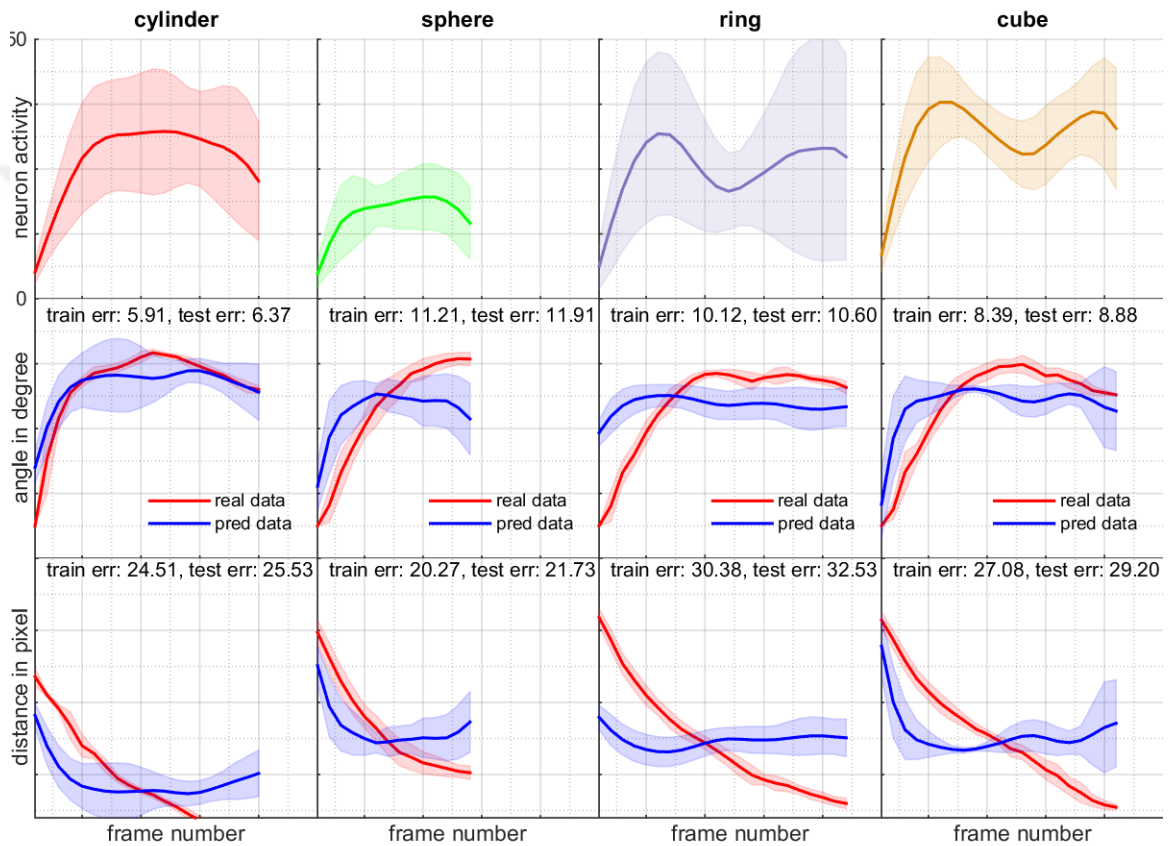 cylinder sphere ring cube
neuron activity
0
train err: 5.91, test err: 6.37 train err: 11.21, test err: 11.91 train err: 10.12, test err: 10.60 train err: 8.39, test err: 8.88
angle in degree
real data real data real data real data
pred data pred data pred data pred data
train err: 24.51, test err: 25.53 train err: 20.27, test err: 21.73 train err: 30.38, test err: 32.53 train err: 27.08, test err: 29.20
distance in pixel
frame number frame number frame number frame number